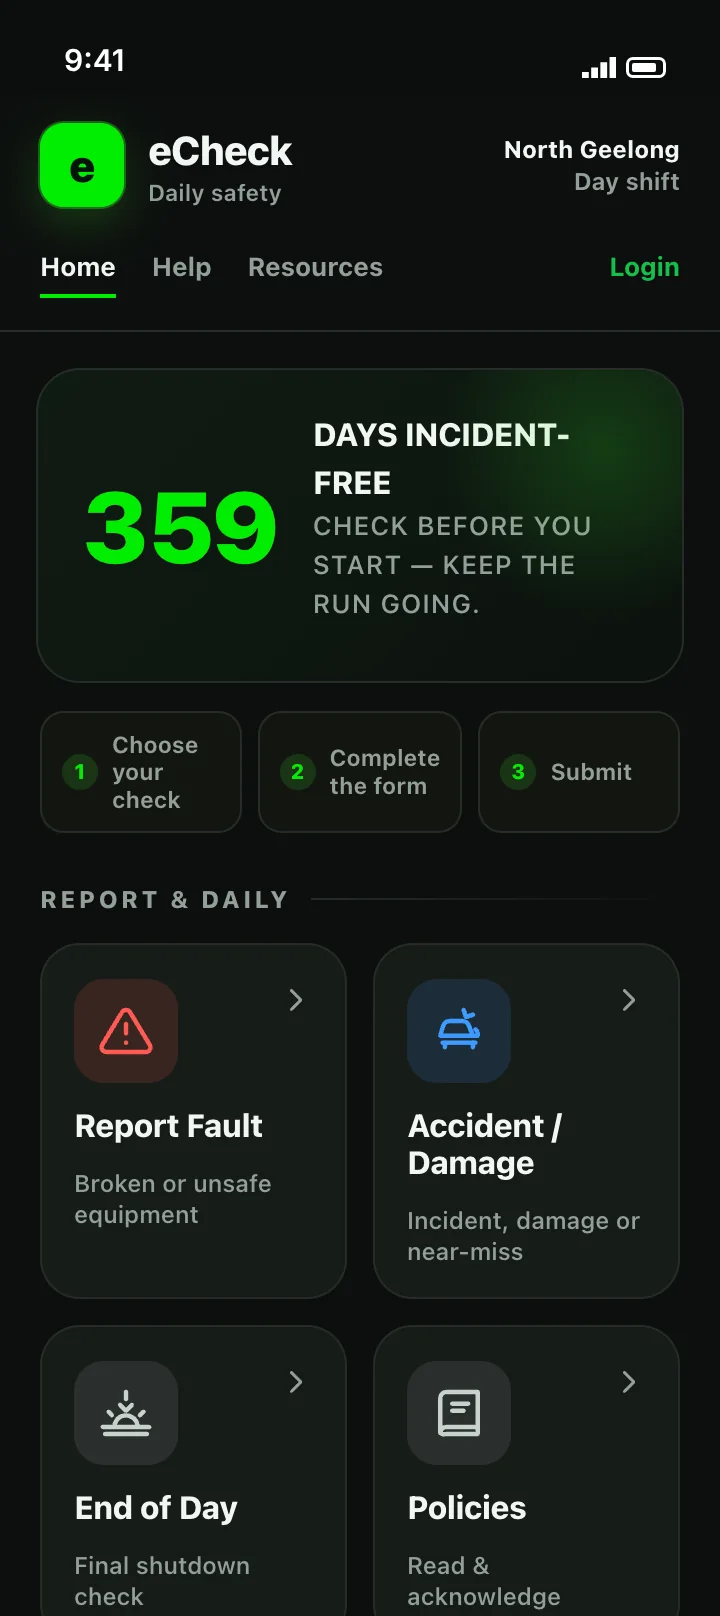 9:41
e
eCheck
Daily safety
North Geelong
Day shift
Home
Help
Resources
Login
359
DAYS INCIDENT-
FREE
CHECK BEFORE YOU
START — KEEP THE
RUN GOING.
1
Choose
your
check
2
Complete
the form
3
Submit
REPORT & DAILY
Report Fault
Broken or unsafe
equipment
Accident /
Damage
Incident, damage or
near-miss
End of Day
Final shutdown
check
Policies
Read &
acknowledge